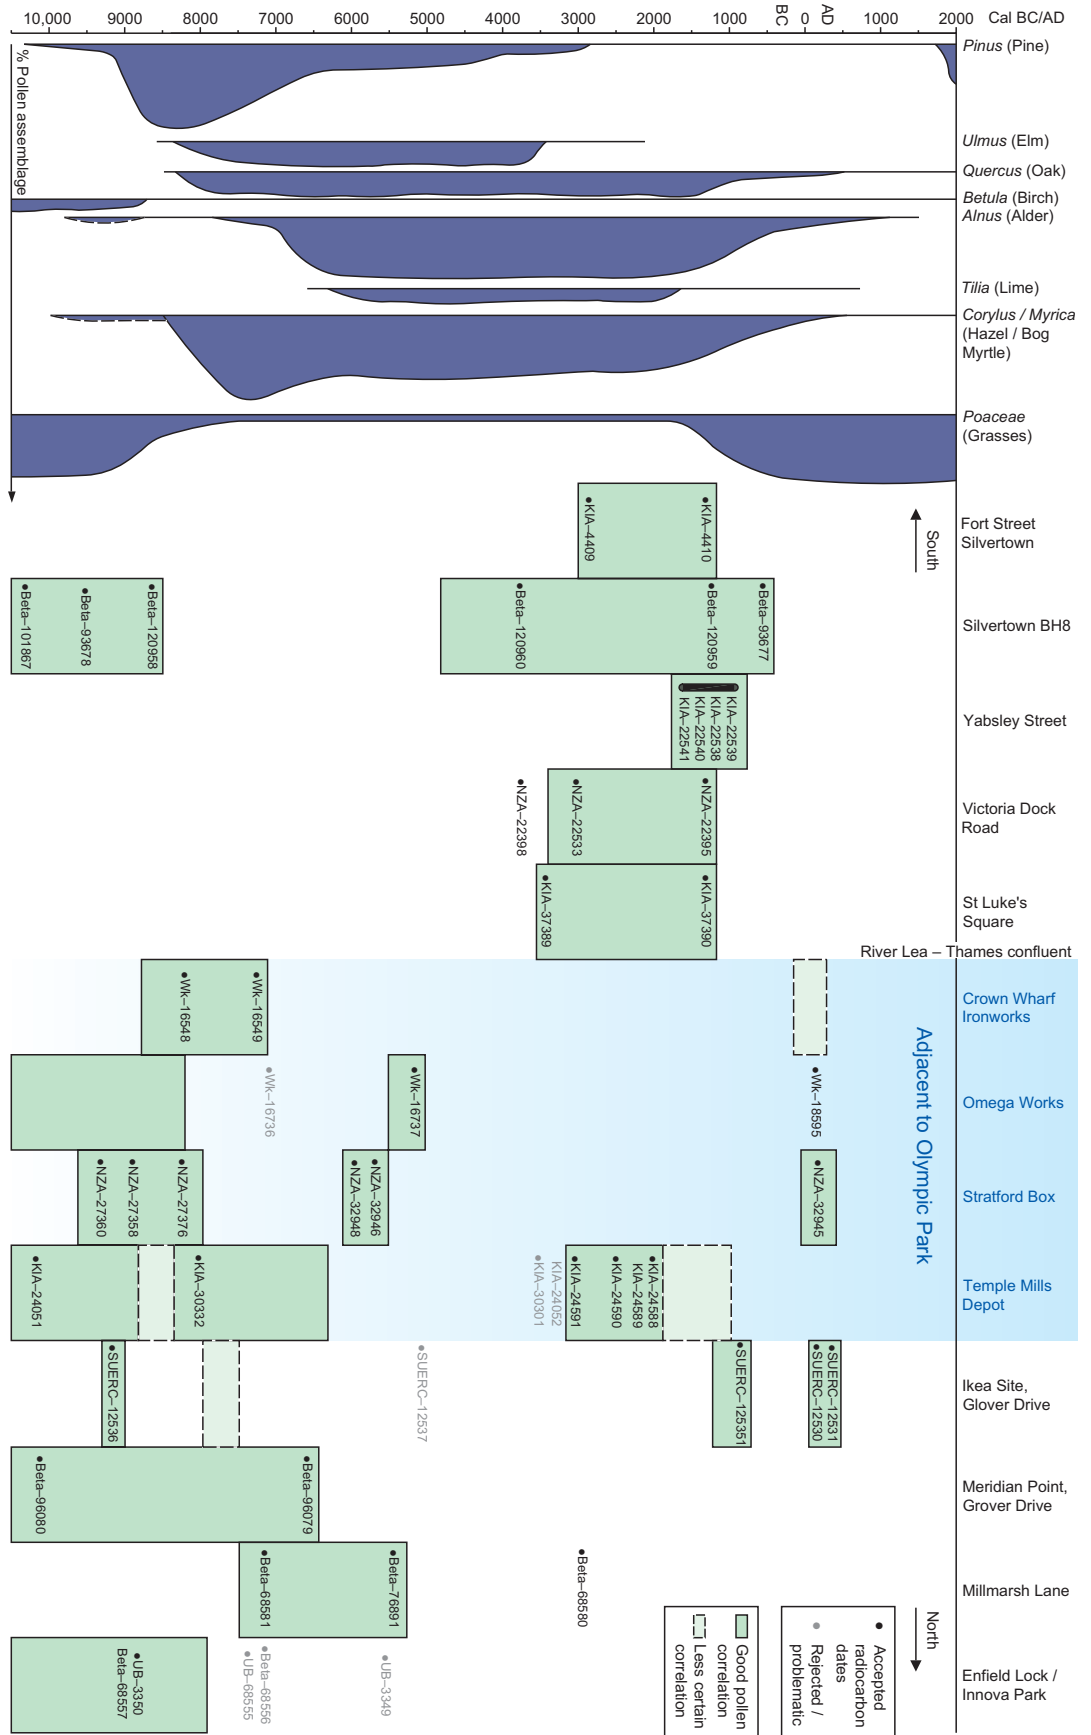 10,000
9000
8000
7000
6000
5000
4000
3000
2000
1000
BC
0
AD
1000
2000
Cal BC/AD
% Pollen assemblage
Pinus (Pine)
Ulmus (Elm)
Quercus (Oak)
Betula (Birch)
Alnus (Alder)
Tilia (Lime)
Corylus / Myrica
(Hazel / Bog
Myrtle)
Poaceae
(Grasses)
South
Fort Street
Silvertown
KIA–4409
KIA–4410
Silvertown BH8
Beta–101867
Beta–93678
Beta–120958
Beta–120960
Beta–120959
Beta–93677
Yabsley Street
KIA–22541
KIA–22540
KIA–22538
KIA–22539
Victoria Dock
Road
NZA–22398
NZA–22533
NZA–22395
St Luke's
Square
KIA–37389
KIA–37390
River Lea – Thames confluent
Adjacent to Olympic Park
Crown Wharf
Ironworks
Wk–16548
Wk–16549
Omega Works
Wk–16736
Wk–16737
Wk–18595
Stratford Box
NZA–27360
NZA–27358
NZA–27376
NZA–32948
NZA–32946
NZA–32945
Temple Mills
Depot
KIA–24051
KIA–30332
KIA–30301
KIA–24052
KIA–24591
KIA–24590
KIA–24589
KIA–24588
Ikea Site,
Glover Drive
SUERC–12536
SUERC–12537
SUERC–125351
SUERC–12530
SUERC–12531
Meridian Point,
Grover Drive
Beta–96080
Beta–96079
Millmarsh Lane
Beta–68581
Beta–76891
Beta–68580
North
Enfield Lock /
Innova Park
Beta–68557
UB–3350
UB–68555
Beta–68556
UB–3349
Accepted
radiocarbon
dates
Rejected /
problematic
Good pollen
correlation
Less certain
correlation